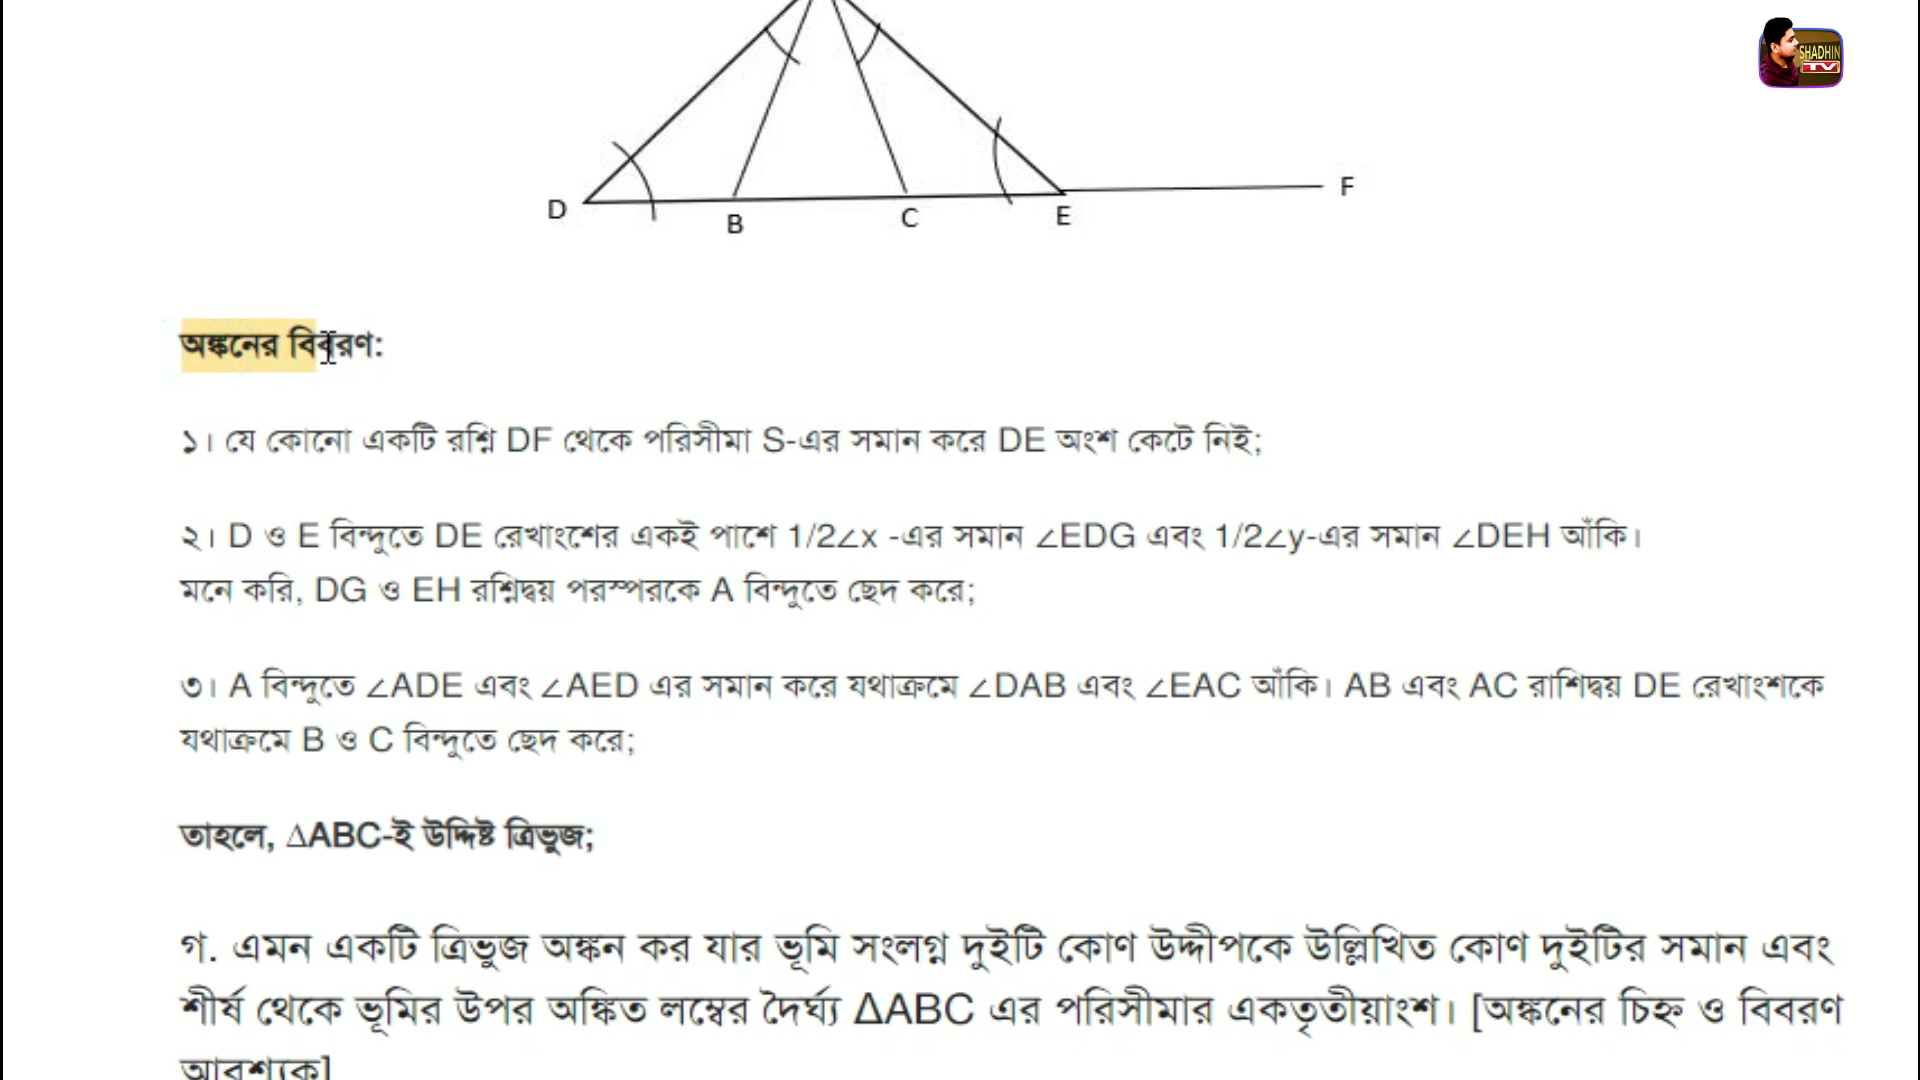 SHADHIN
TV
D
B
C
E
F
অঙ্কনের বিবরণ:
১। যে কোনো একটি রশ্মি DF থেকে পরিসীমা S-এর সমান করে DE অংশ কেটে নিই;
২। D ও E বিন্দুতে DE রেখাংশের একই পাশে 1/2∠x -এর সমান ∠EDG এবং 1/2∠y-এর সমান ∠DEH আঁকি।
মনে করি, DG ও EH রশ্মিদ্বয় পরস্পরকে A বিন্দুতে ছেদ করে;
৩। A বিন্দুতে ∠ADE এবং ∠AED এর সমান করে যথাক্রমে ∠DAB এবং ∠EAC আঁকি। AB এবং AC রাশিদ্বয় DE রেখাংশকে
যথাক্রমে B ও C বিন্দুতে ছেদ করে;
তাহলে, ∆ABC-ই উদ্দিষ্ট ত্রিভুজ;
গ. এমন একটি ত্রিভুজ অঙ্কন কর যার ভূমি সংলগ্ন দুইটি কোণ উদ্দীপকে উল্লিখিত কোণ দুইটির সমান এবং
শীর্ষ থেকে ভূমির উপর অঙ্কিত লম্বের দৈর্ঘ্য ΔABC এর পরিসীমার একতৃতীয়াংশ। [অঙ্কনের চিহ্ন ও বিবরণ
আবশ্যক]